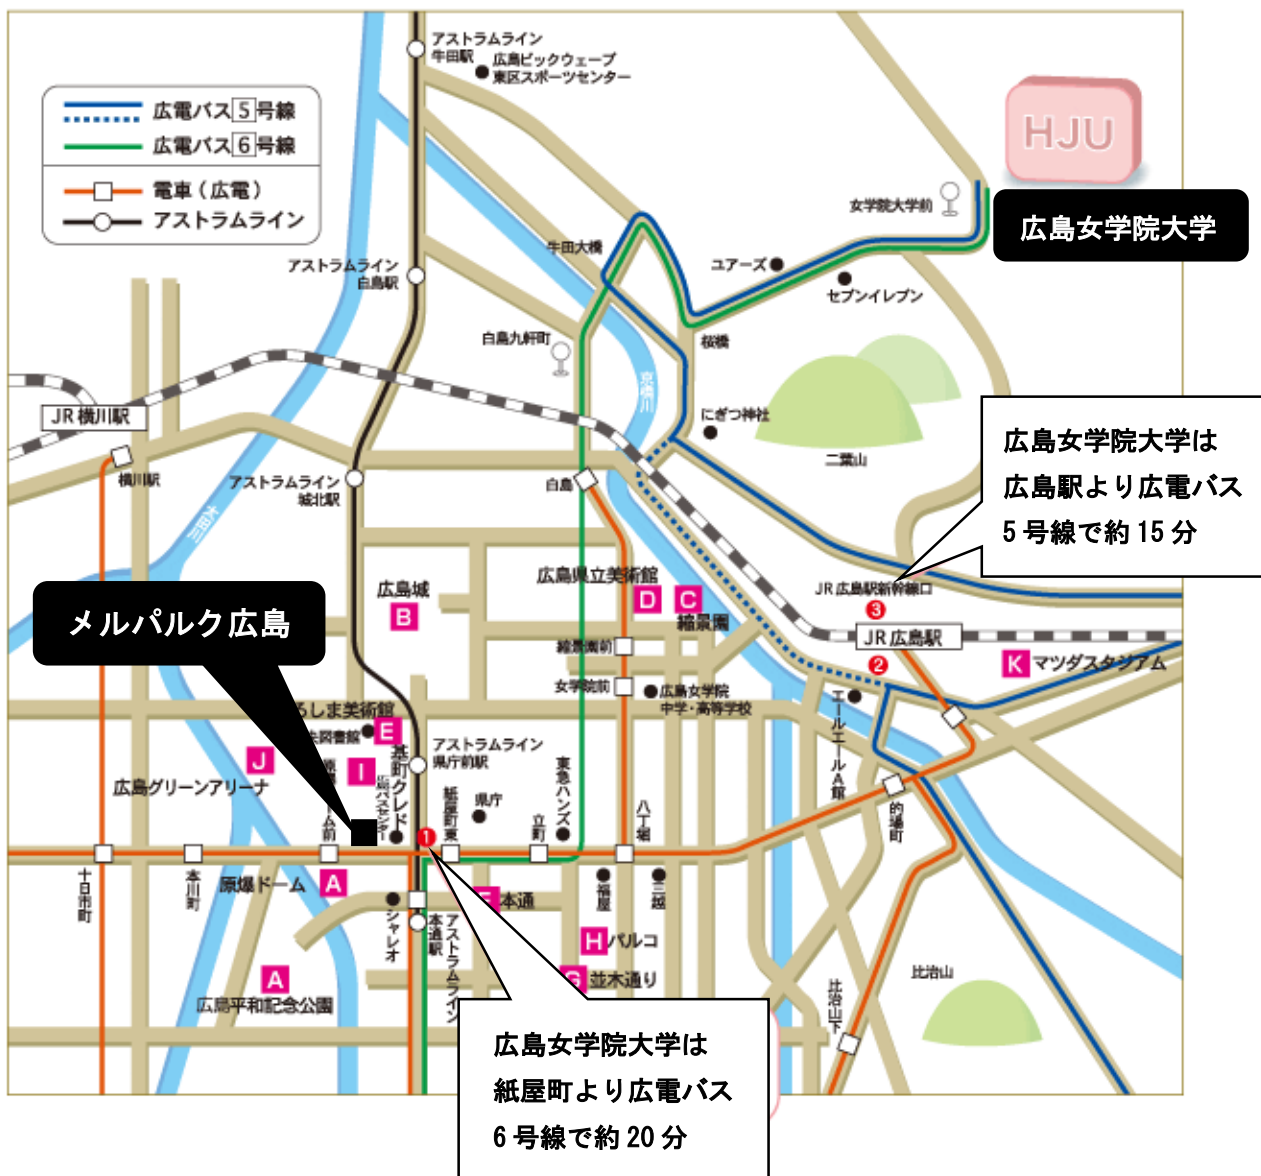 アストラムライン
牛田駅
広島ビックウェーブ
東区スポーツセンター
広電バス5号線
広電バス6号線
電車(広電)
アストラムライン
HJU
女学院大学前
広島女学院大学
牛田大橋
ユアーズ
セブンイレブン
アストラムライン
白島駅
白島九軒町
桜橋
京橋川
JR横川駅
にぎつ神社
二葉山
横川駅
アストラムライン
城北駅
白島
太田川
広島女学院大学は
広島駅より広電バス
5号線で約15分
広島城
B
広島県立美術館
D
C
縮景園
JR広島駅新幹線口
3
JR広島駅
2
K
マツダスタジアム
メルパルク広島
縮景園前
女学院前
広島女学院
中学・高等学校
エールエールA館
ろしま美術館
央図書館
E
J
I
広島グリーンアリーナ
基町クレド
アストラムライン
県庁前駅
県庁
東急ハンズ
紙屋町東
立町
八丁堀
的場町
1
ーム前
十日市町
本川町
原爆ドーム
A
シャレオ
本通駅
アストラムライン
本通
福屋
三越
H
パルコ
G
並木通り
A
広島平和記念公園
比治山
比治山下
広島女学院大学は
紙屋町より広電バス
6号線で約20分